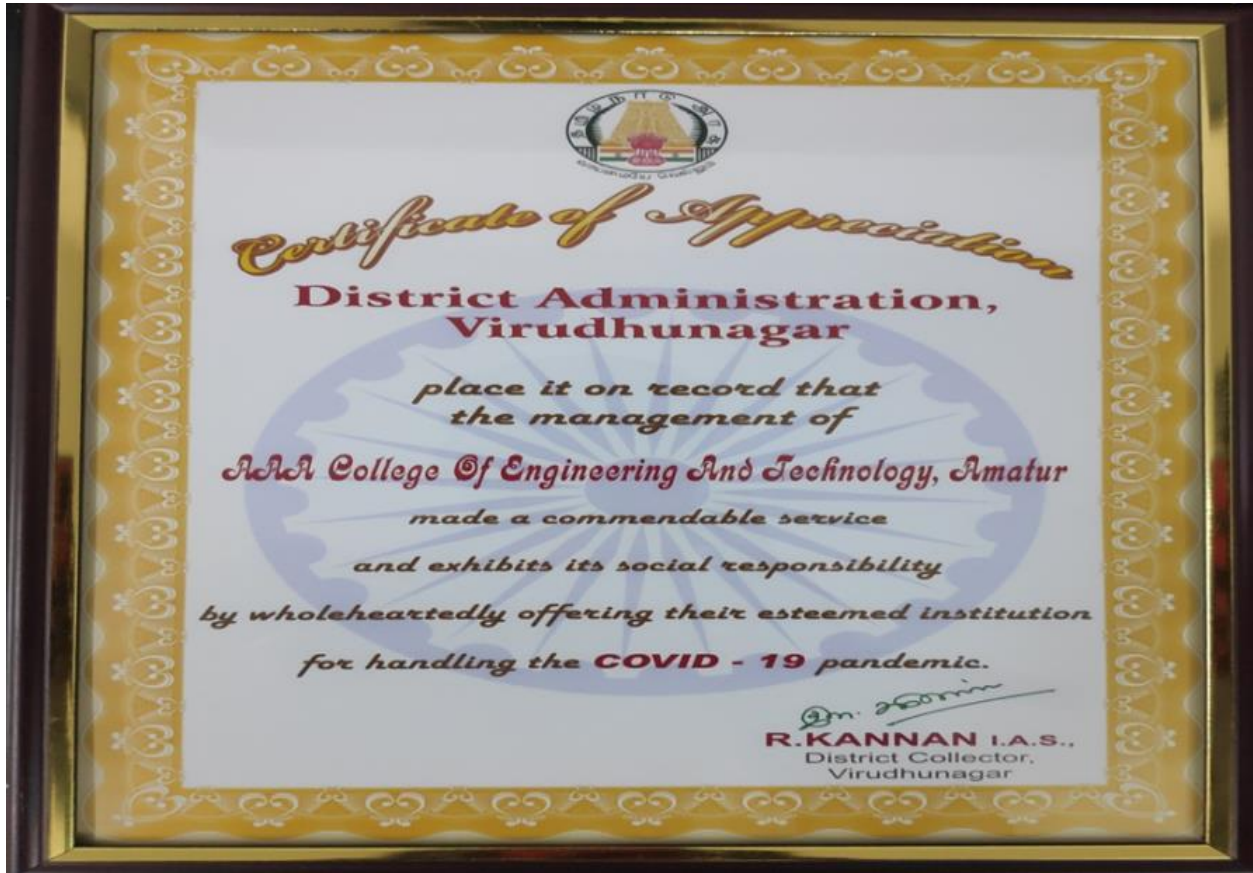 தமிழ்நாடு அரசு
வாய்மையே வெல்லும்
Certificate of Appreciation
District Administration,
Virudhunagar
place it on record that
the management of
AAA College Of Engineering And Technology, Amatur
made a commendable service
and exhibits its social responsibility
by wholeheartedly offering their esteemed institution
for handling the COVID - 19 pandemic.
R.KANNAN I.A.S.,
District Collector,
Virudhunagar